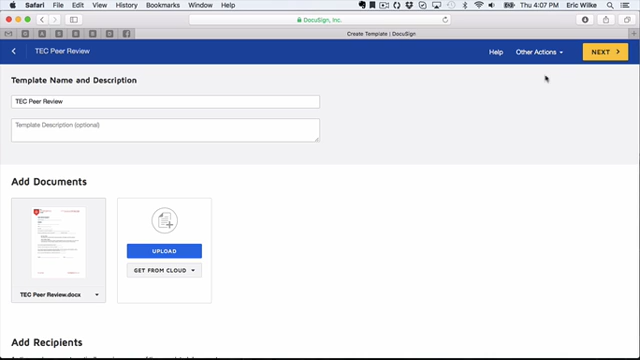 Safari File Edit View History Bookmarks Window Help
Thu 4:07 PM Eric Wilke
DocuSign, Inc.
Create Template | DocuSign
TEC Peer Review
Help Other Actions NEXT
Template Name and Description
TEC Peer Review
Template Description (optional)
Add Documents
UPLOAD
GET FROM CLOUD
TEC Peer Review.docx
Add Recipients